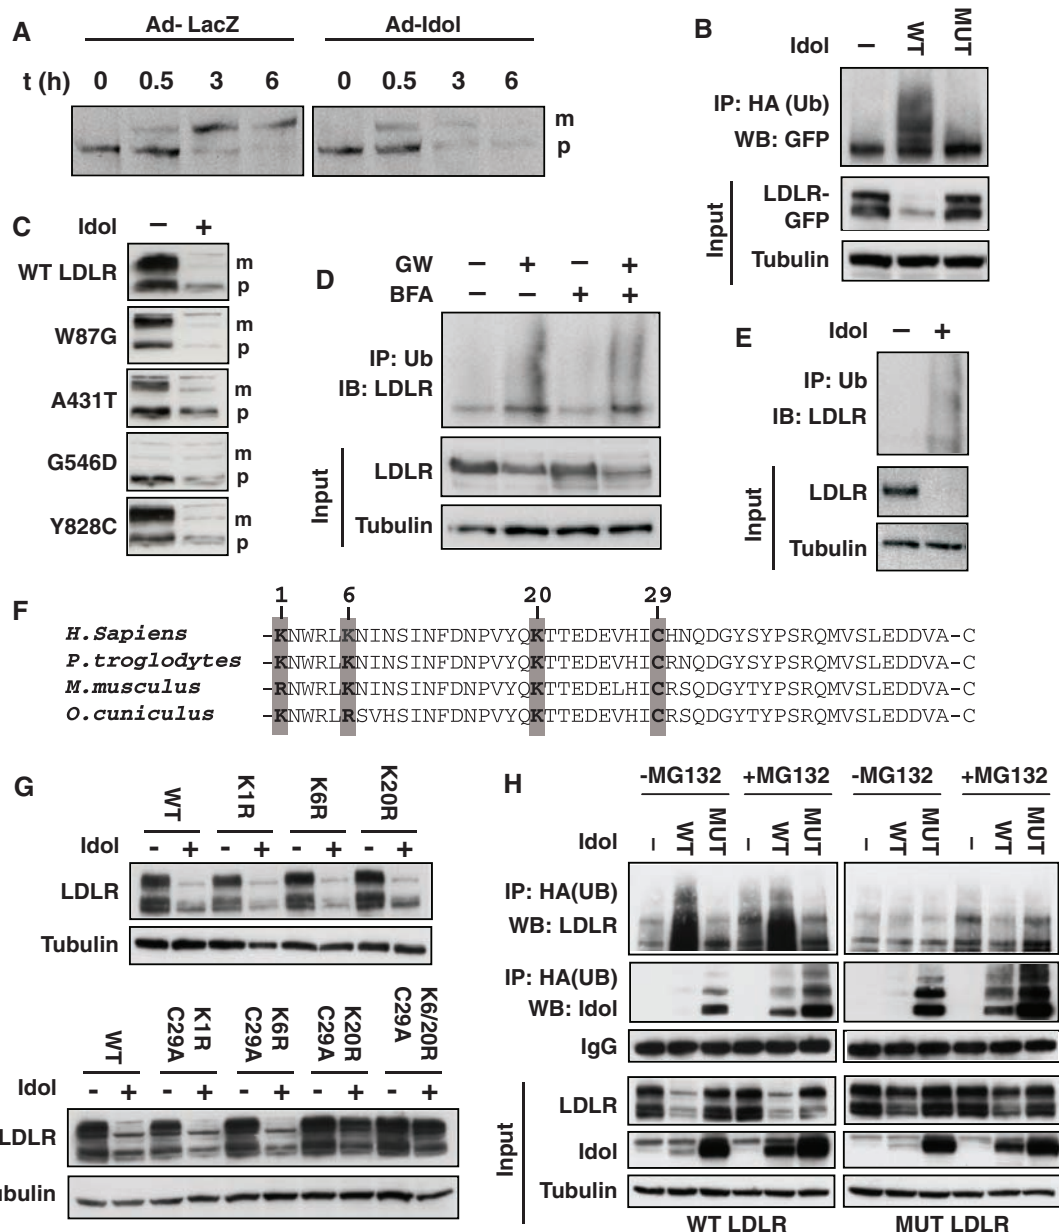 A
Ad- LacZ
Ad-Idol
t (h) 0 0.5 3 6 0 0.5 3 6
m
p
B
Idol – WT MUT
IP: HA (Ub)
WB: GFP
Input
LDLR-
GFP
Tubulin
C
Idol – +
WT LDLR m
p
W87G m
p
A431T m
p
G546D m
p
Y828C m
p
D
GW – + – +
BFA – – + +
IP: Ub
IB: LDLR
Input
LDLR
Tubulin
E
Idol – +
IP: Ub
IB: LDLR
Input
LDLR
Tubulin
F
1 6 20 29
H.Sapiens -KNWRLKNINSINFDNPVYQKTTEDEVHICHNQDGYSYPSRQMVSLEDDVA-C
P.troglodytes -KNWRLKNINSINFDNPVYQKTTEDEVHICRNQDGYSYPSRQMVSLEDDVA-C
M.musculus -RNWRLKNINSINFDNPVYQKTTEDELHICRSQDGYTYPSRQMVSLEDDVA-C
O.cuniculus -KNWRLRSVHSINFDNPVYQKTTEDEVHICRSQDGYTYPSRQMVSLEDDVA-C
G
WT K1R K6R K20R
Idol - + - + - + - +
LDLR
Tubulin
WT K1R C29A K6R C29A K20R C29A K6/20R C29A
Idol - + - + - + - + - +
LDLR
ubulin
H
-MG132 +MG132 -MG132 +MG132
Idol – WT MUT – WT MUT – WT MUT – WT MUT
IP: HA(UB)
WB: LDLR
IP: HA(UB)
WB: Idol
IgG
Input
LDLR
Idol
Tubulin
WT LDLR MUT LDLR